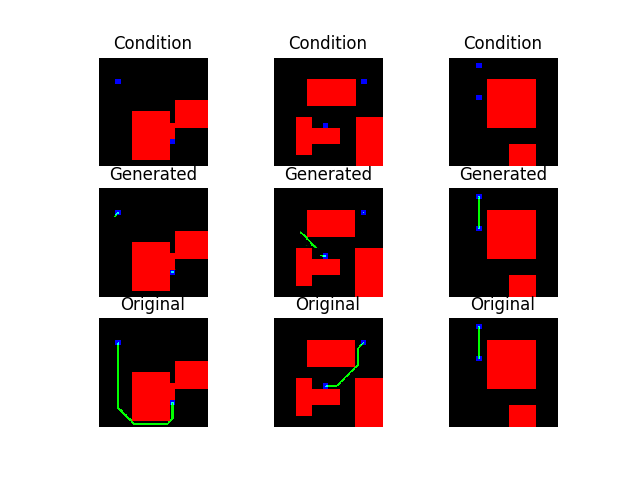 Condition Condition Condition
Generated Generated Generated
Original Original Original